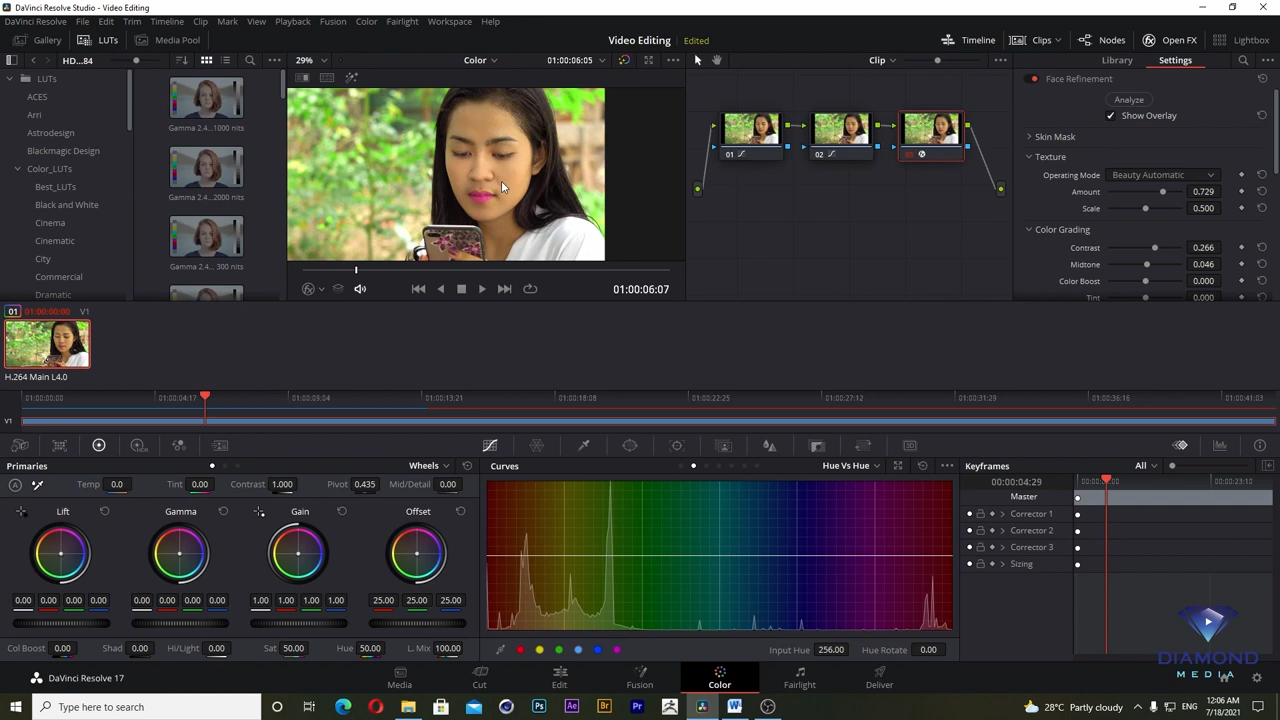 DaVinci Resolve Studio - Video Editing
DaVinci Resolve File Edit Trim Timeline Clip Mark View Playback Fusion Color Fairlight Workspace Help
Gallery LUTs Media Pool Video Editing Edited Timeline Clips Nodes Open FX Lightbox
HD...84 29% Color 01:00:06:05 Clip Library Settings
LUTs
ACES
Arri
Astrodesign
Blackmagic Design
Color_LUTs
Best_LUTs
Black and White
Cinema
Cinematic
City
Commercial
Dramatic
Gamma 2.4...1000 nits
Gamma 2.4...2000 nits
Gamma 2.4... 300 nits
01:00:06:07
01 02
Face Refinement
Analyze
Show Overlay
Skin Mask
Texture
Operating Mode Beauty Automatic
Amount 0.729
Scale 0.500
Color Grading
Contrast 0.266
Midtone 0.046
Color Boost 0.000
Tint 0.000
01 01:00:00:00 V1
H.264 Main L4.0
01:00:00:00 01:00:04:17 01:00:09:04 01:00:13:21 01:00:18:08 01:00:22:25 01:00:27:12 01:00:31:29 01:00:36:16 01:00:41:03
V1
Primaries Wheels Curves Hue Vs Hue Keyframes All
Temp 0.0 Tint 0.00 Contrast 1.000 Pivot 0.435 Mid/Detail 0.00
Lift Gamma Gain Offset
0.00 0.00 0.00 0.00 0.00 0.00 0.00 0.00 1.00 1.00 1.00 1.00 25.00 25.00 25.00
Col Boost 0.00 Shad 0.00 Hi/Light 0.00 Sat 50.00 Hue 50.00 L. Mix 100.00
Input Hue 256.00 Hue Rotate 0.00
00:00:04:29 00:00:23:10
Master
Corrector 1
Corrector 2
Corrector 3
Sizing
DIAMOND
MEDIA
DaVinci Resolve 17 Media Cut Edit Fusion Color Fairlight Deliver
Type here to search
Ps Ae Br Pr
28°C Partly cloudy ENG
12:06 AM
7/18/2021